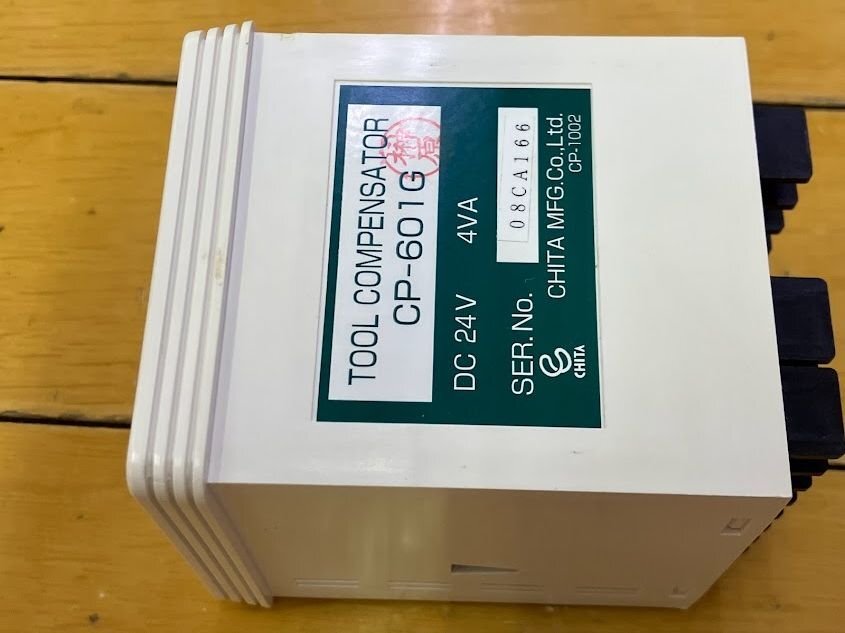 TOOL COMPENSATOR
CP-601G
DC 24V 4VA
SER. No. 08CA166
CHITA MFG.Co.,Ltd.
CHITA
CP-1002